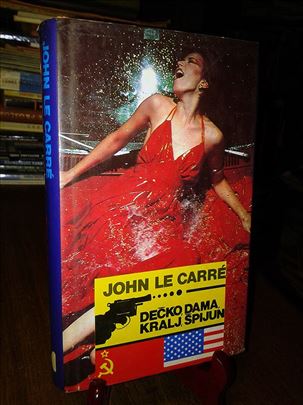 JOHN LE CARRÉ
JOHN LE CARRÉ
DEČKO, DAMA,
KRALJ, ŠPIJUN